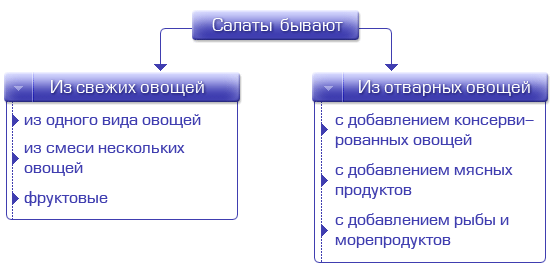 Салаты бывают
Из свежих овощей
из одного вида овощей
из смеси нескольких
овощей
фруктовые
Из отварных овощей
с добавлением консерви-
рованных овощей
с добавлением мясных
продуктов
с добавлением рыбы и
морепродуктов